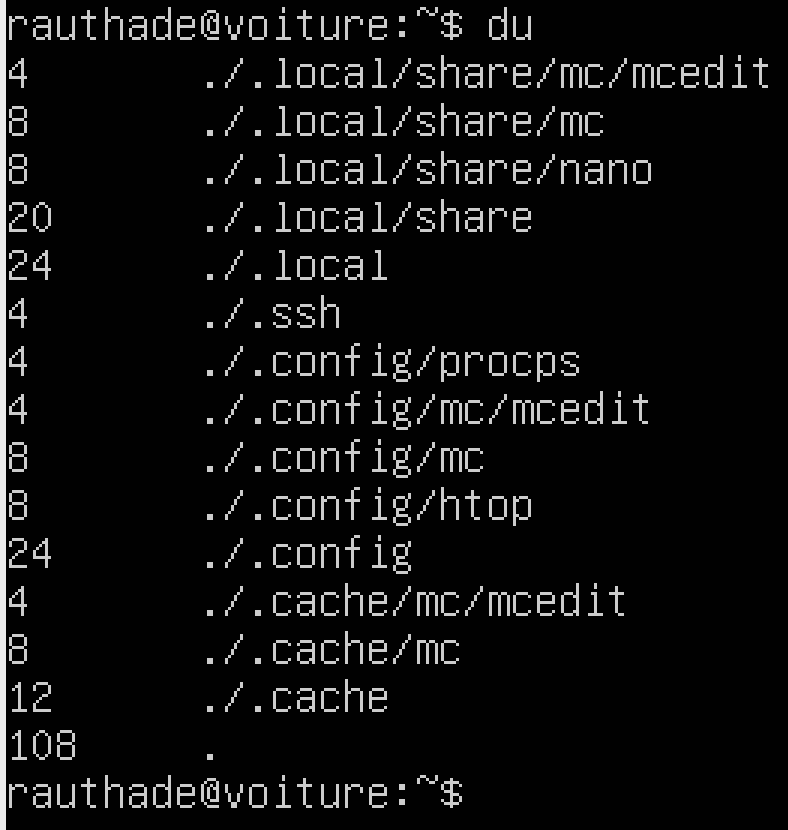 rauthade@voiture:~$ du
4	./.local/share/mc/mcedit
8	./.local/share/mc
8	./.local/share/nano
20	./.local/share
24	./.local
4	./.ssh
4	./.config/procps
4	./.config/mc/mcedit
8	./.config/mc
8	./.config/htop
24	./.config
4	./.cache/mc/mcedit
8	./.cache/mc
12	./.cache
108	.
rauthade@voiture:~$